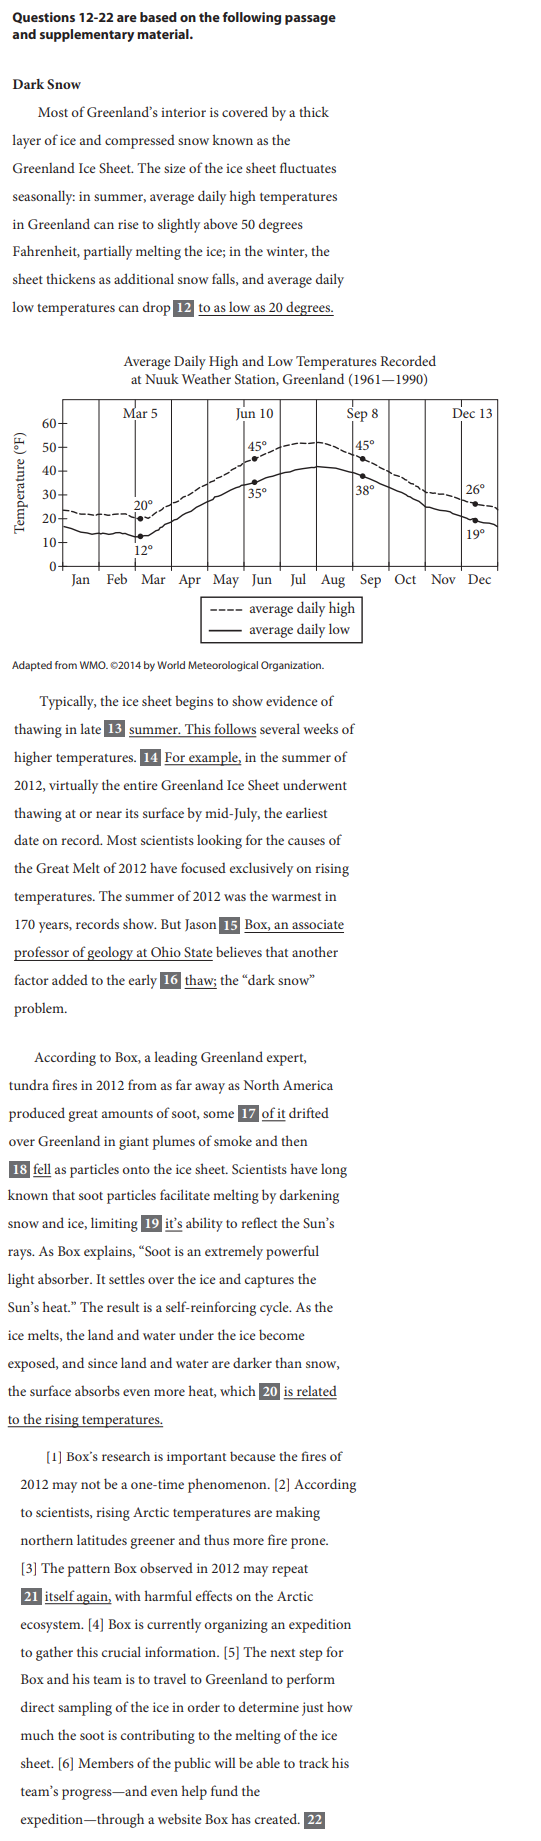 Questions 12-22 are based on the following passage
and supplementary material.
Dark Snow
Most of Greenland’s interior is covered by a thick
layer of ice and compressed snow known as the
Greenland Ice Sheet. The size of the ice sheet fluctuates
seasonally: in summer, average daily high temperatures
in Greenland can rise to slightly above 50 degrees
Fahrenheit, partially melting the ice; in the winter, the
sheet thickens as additional snow falls, and average daily
low temperatures can drop 12 to as low as 20 degrees.
Average Daily High and Low Temperatures Recorded
at Nuuk Weather Station, Greenland (1961—1990)
Temperature (°F)
60
50
40
30
20
10
0
Mar 5 Jun 10 Sep 8 Dec 13
45° 45°
35° 38°
20° 26°
12° 19°
Jan Feb Mar Apr May Jun Jul Aug Sep Oct Nov Dec
average daily high
average daily low
Adapted from WMO. ©2014 by World Meteorological Organization.
Typically, the ice sheet begins to show evidence of
thawing in late 13 summer. This follows several weeks of
higher temperatures. 14 For example, in the summer of
2012, virtually the entire Greenland Ice Sheet underwent
thawing at or near its surface by mid-July, the earliest
date on record. Most scientists looking for the causes of
the Great Melt of 2012 have focused exclusively on rising
temperatures. The summer of 2012 was the warmest in
170 years, records show. But Jason 15 Box, an associate
professor of geology at Ohio State believes that another
factor added to the early 16 thaw; the “dark snow”
problem.
According to Box, a leading Greenland expert,
tundra fires in 2012 from as far away as North America
produced great amounts of soot, some 17 of it drifted
over Greenland in giant plumes of smoke and then
18 fell as particles onto the ice sheet. Scientists have long
known that soot particles facilitate melting by darkening
snow and ice, limiting 19 it’s ability to reflect the Sun’s
rays. As Box explains, “Soot is an extremely powerful
light absorber. It settles over the ice and captures the
Sun’s heat.” The result is a self-reinforcing cycle. As the
ice melts, the land and water under the ice become
exposed, and since land and water are darker than snow,
the surface absorbs even more heat, which 20 is related
to the rising temperatures.
[1] Box’s research is important because the fires of
2012 may not be a one-time phenomenon. [2] According
to scientists, rising Arctic temperatures are making
northern latitudes greener and thus more fire prone.
[3] The pattern Box observed in 2012 may repeat
21 itself again, with harmful effects on the Arctic
ecosystem. [4] Box is currently organizing an expedition
to gather this crucial information. [5] The next step for
Box and his team is to travel to Greenland to perform
direct sampling of the ice in order to determine just how
much the soot is contributing to the melting of the ice
sheet. [6] Members of the public will be able to track his
team’s progress—and even help fund the
expedition—through a website Box has created. 22